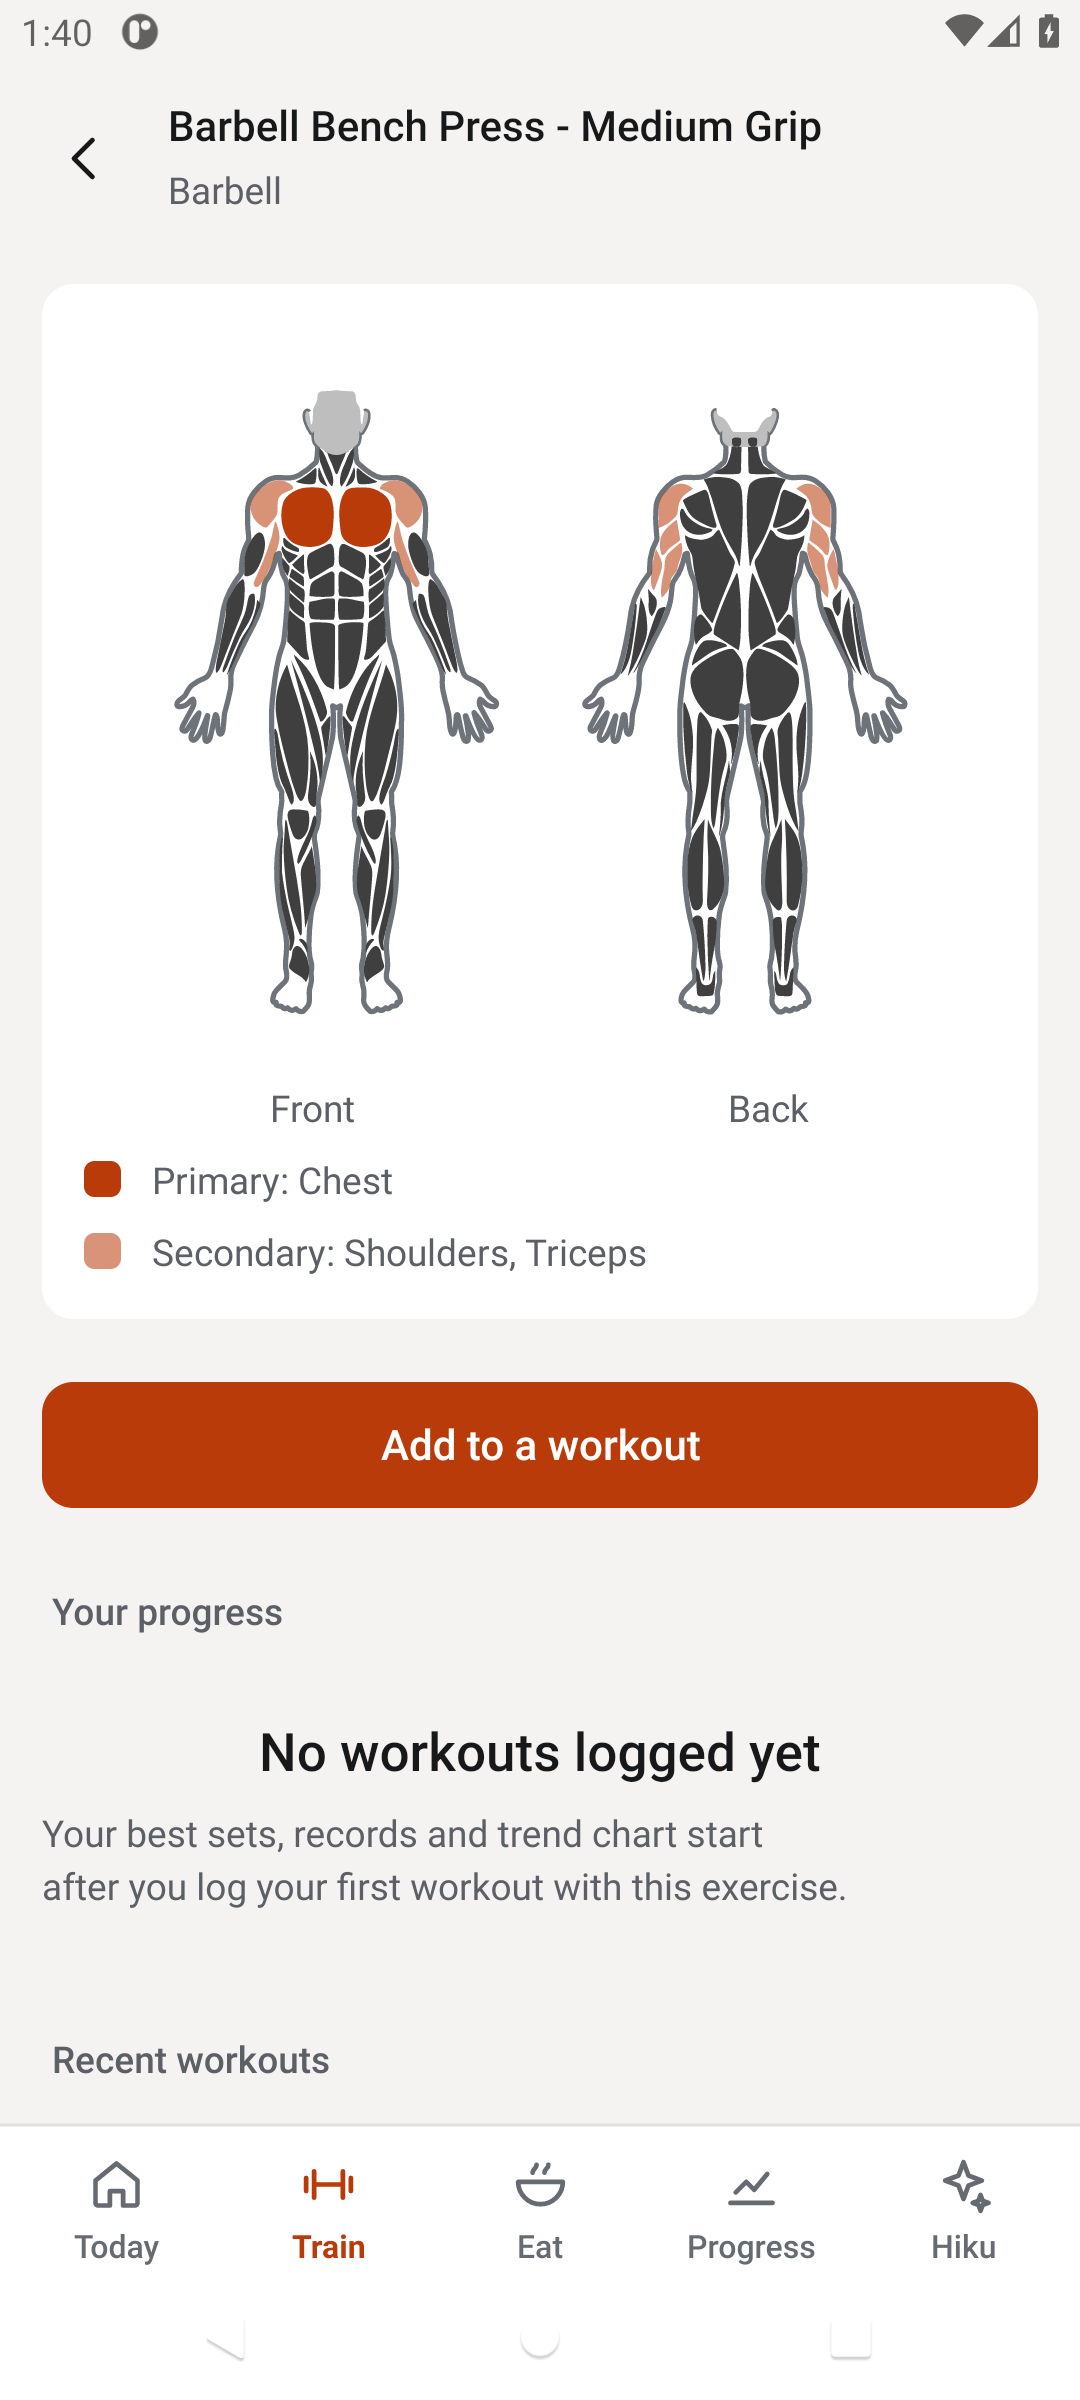 1:40
Barbell Bench Press - Medium Grip
Barbell
Front
Back
Primary: Chest
Secondary: Shoulders, Triceps
Add to a workout
Your progress
No workouts logged yet
Your best sets, records and trend chart start
after you log your first workout with this exercise.
Recent workouts
Today
Train
Eat
Progress
Hiku